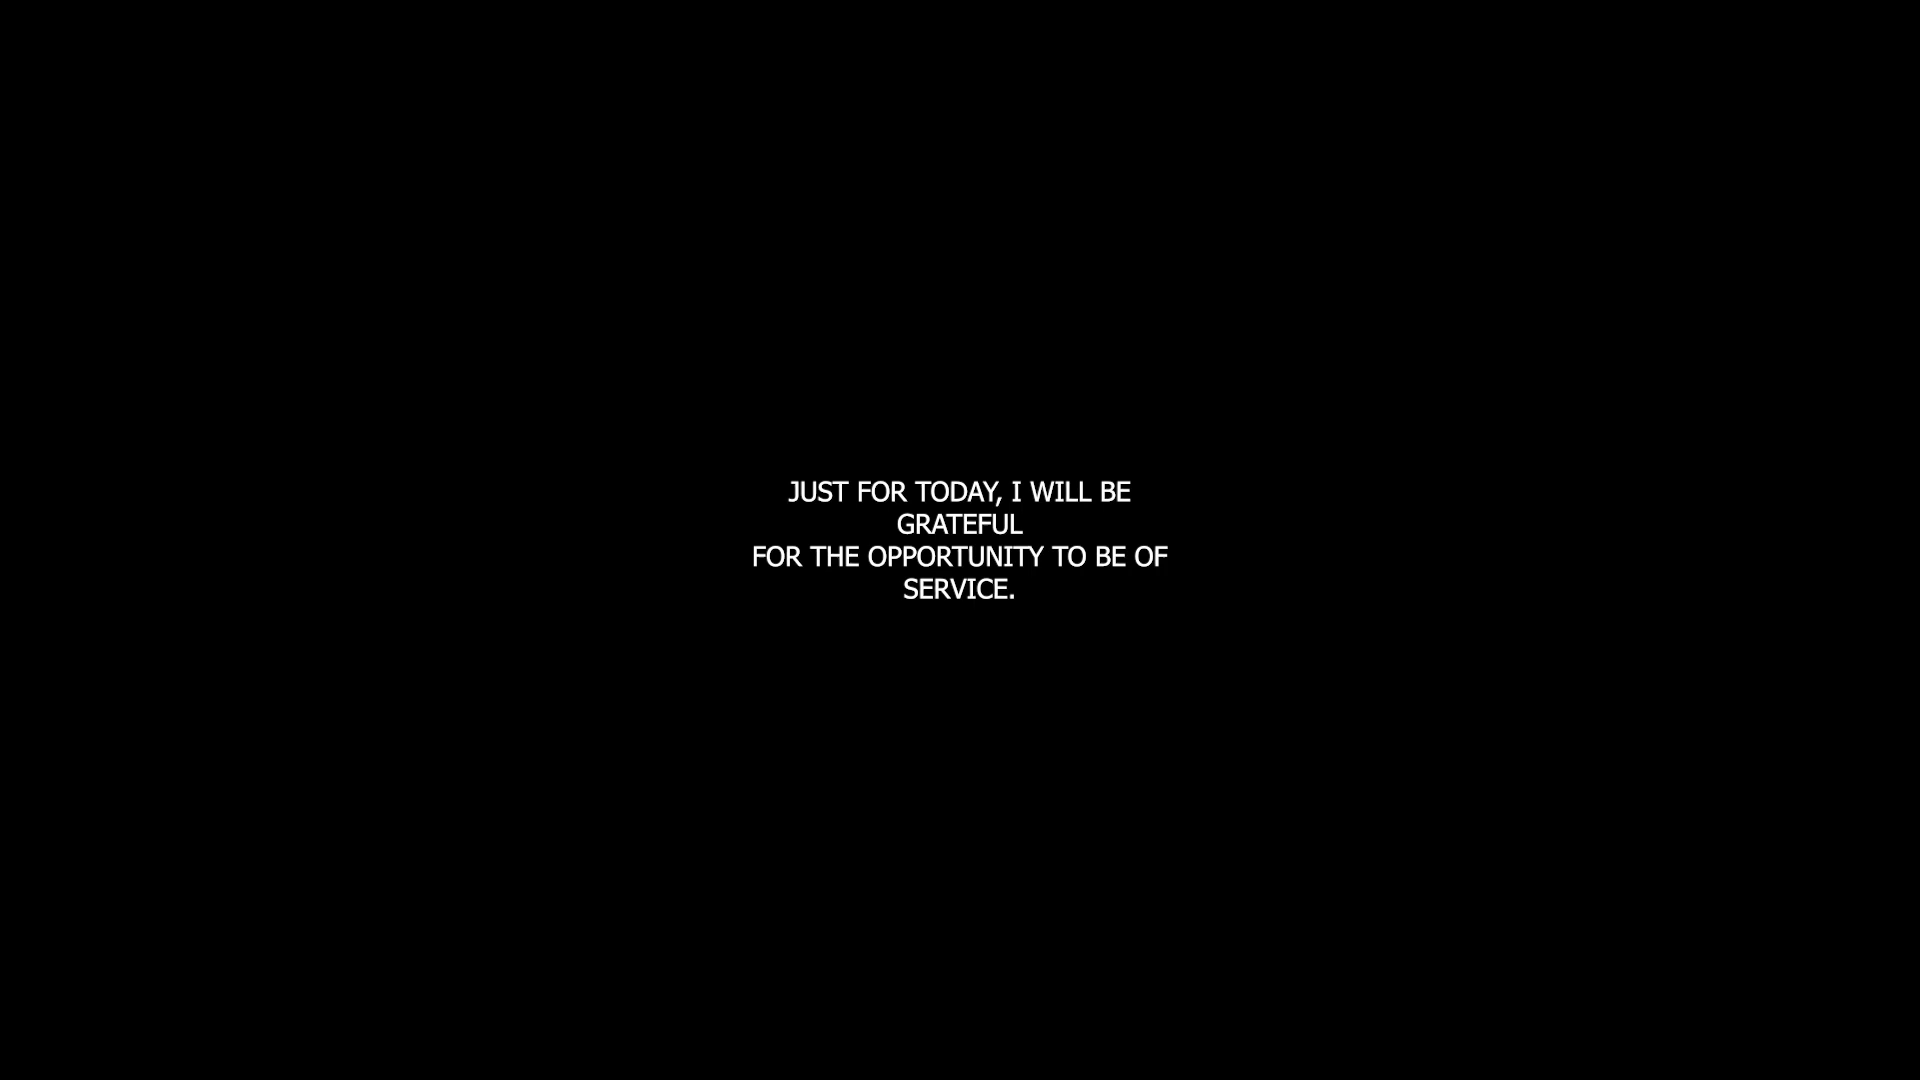 JUST FOR TODAY, I WILL BE
GRATEFUL
FOR THE OPPORTUNITY TO BE OF
SERVICE.